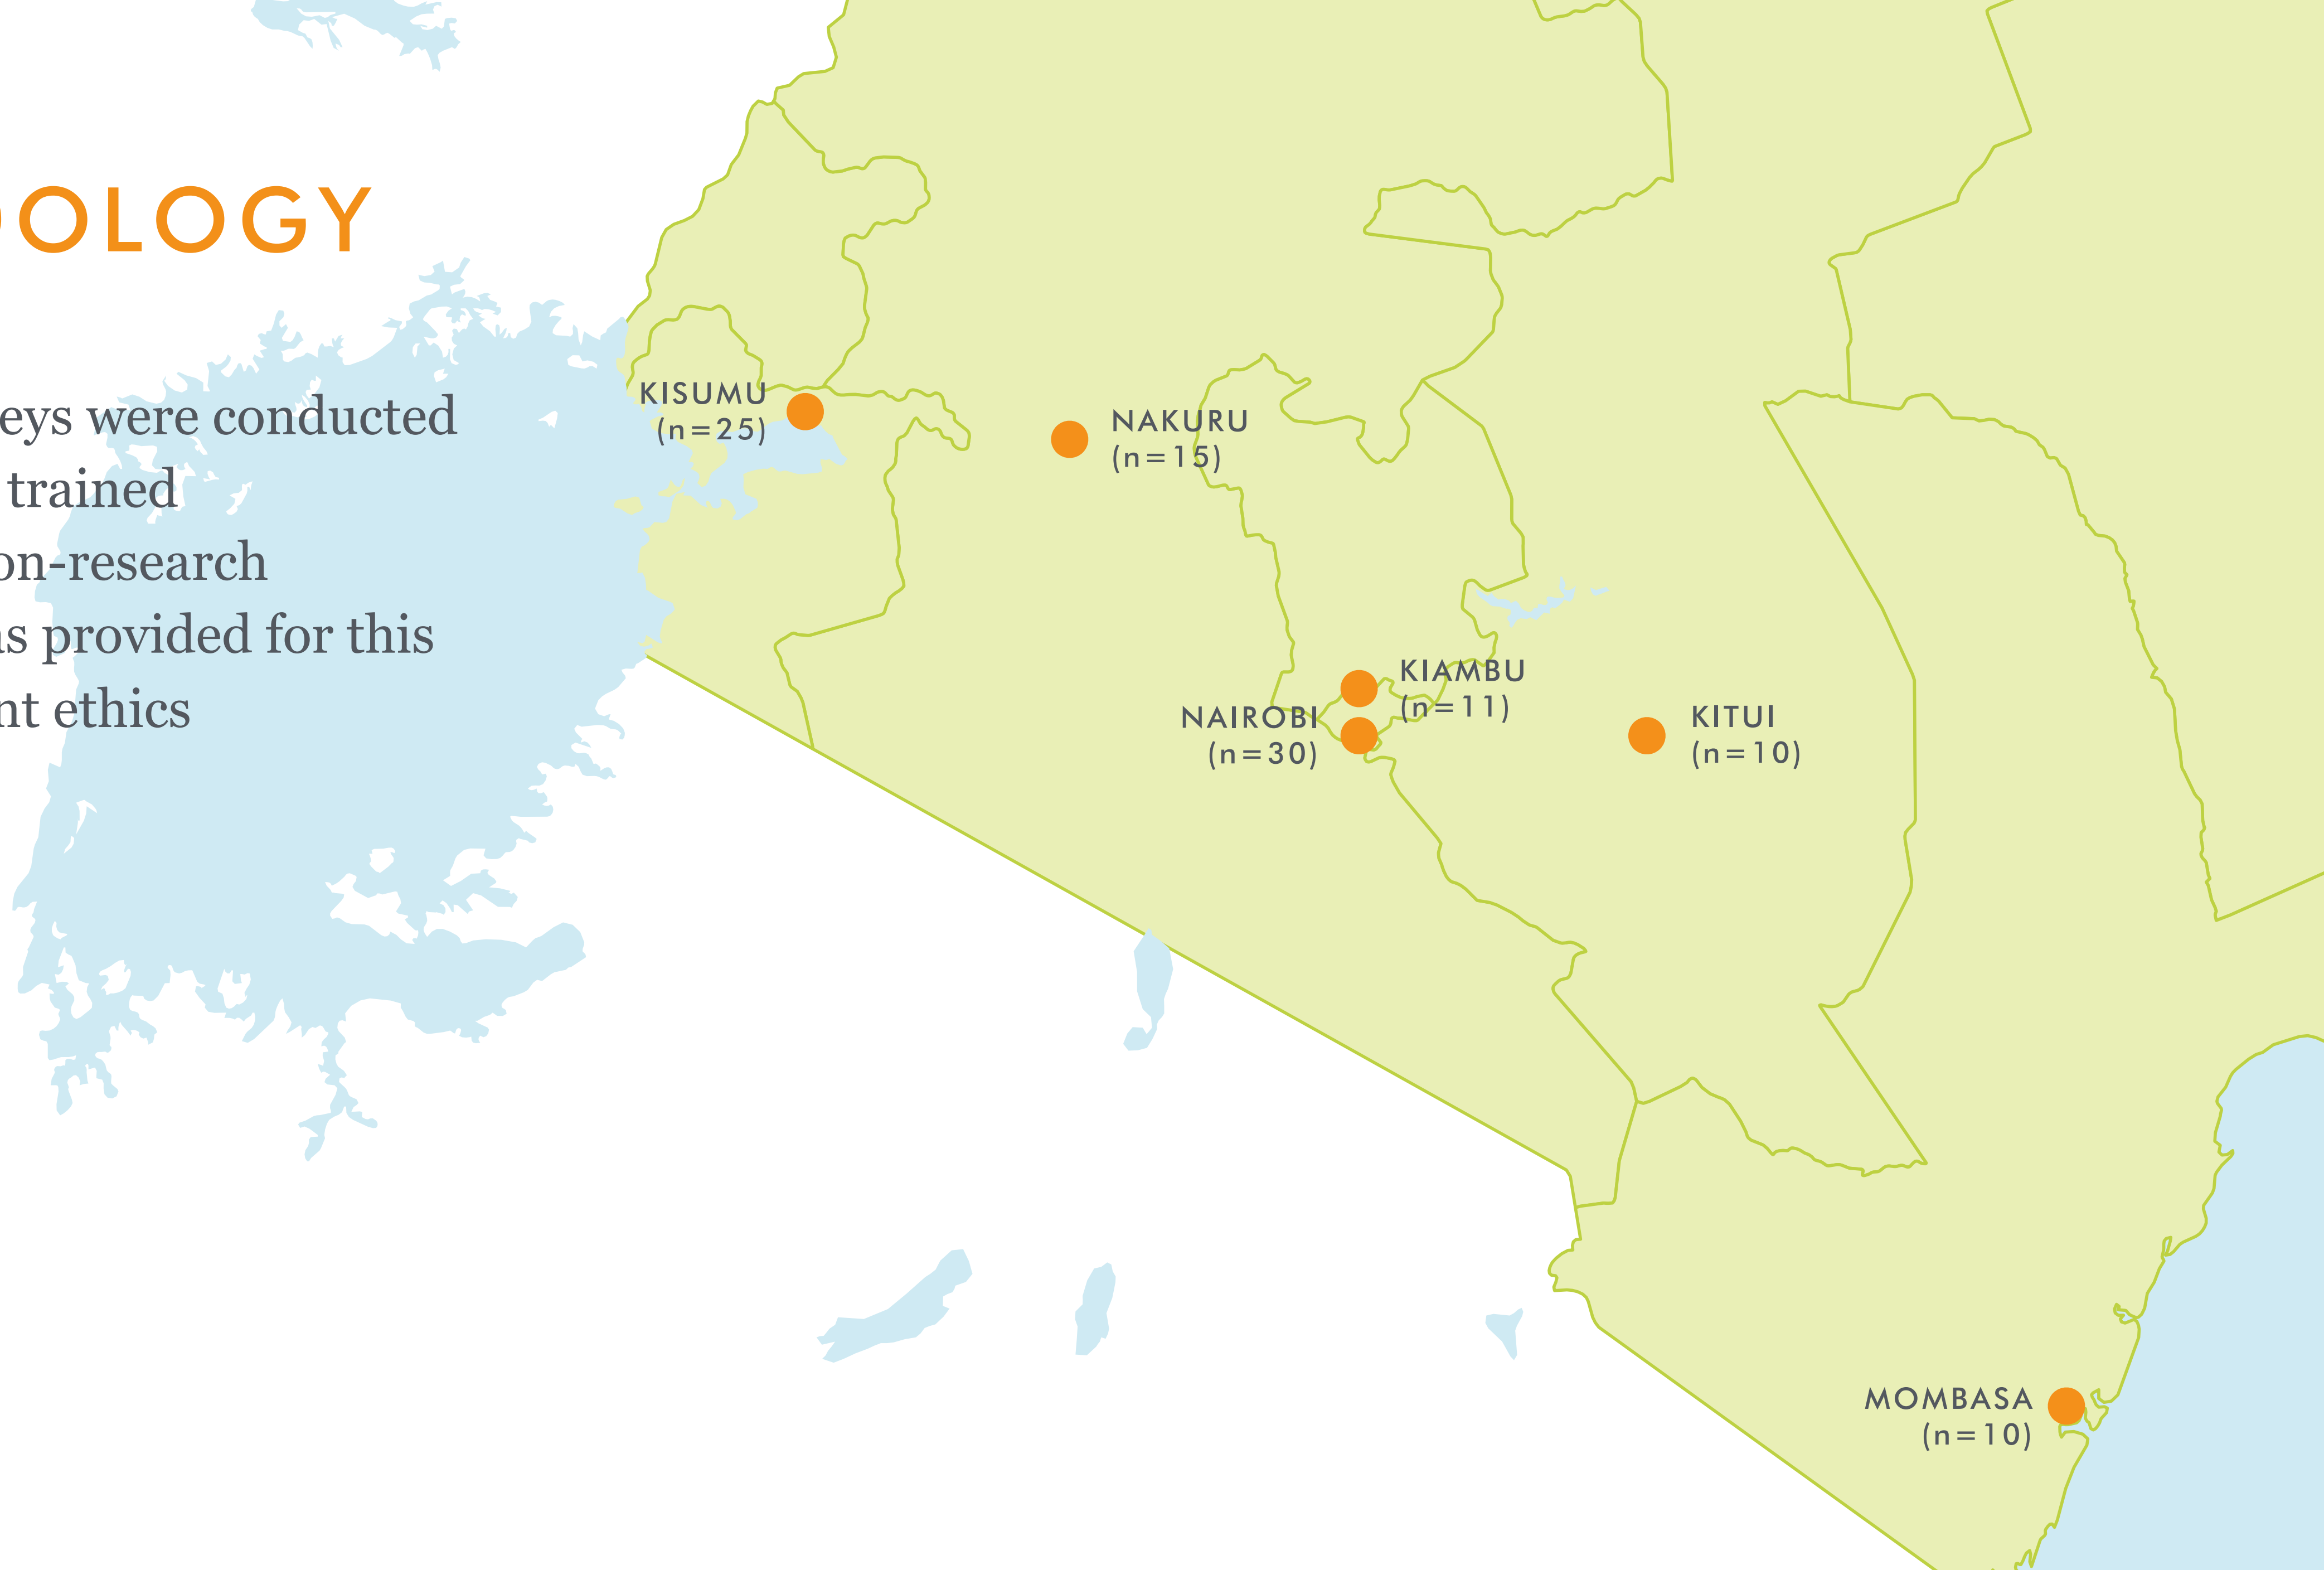 OLOGY
eys were conducted
trained
on-research
as provided for this
nt ethics
KISUMU
(n=25)
NAKURU
(n=15)
KIAMBU
(n=11)
NAIROBI
(n=30)
KITUI
(n=10)
MOMBASA
(n=10)